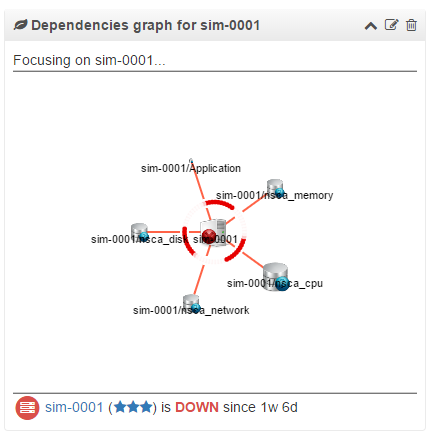 Dependencies graph for sim-0001
Focusing on sim-0001...
sim-0001/Application
sim-0001/nsca_memory
sim-0001/nsca_disk
sim-0001
sim-0001/nsca_cpu
sim-0001/nsca_network
sim-0001 (★★★) is DOWN since 1w 6d